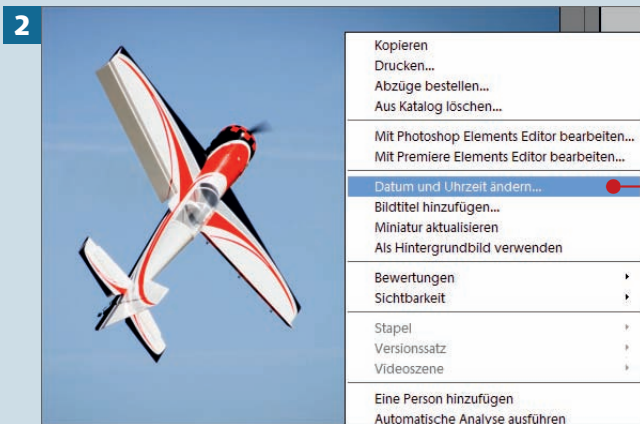 2
Kopieren
Drucken...
Abzüge bestellen...
Aus Katalog löschen...
Mit Photoshop Elements Editor bearbeiten...
Mit Premiere Elements Editor bearbeiten...
Datum und Uhrzeit ändern...
Bildtitel hinzufügen...
Miniatur aktualisieren
Als Hintergrundbild verwenden
Bewertungen
Sichtbarkeit
Stapel
Versionssatz
Videoszene
Eine Person hinzufügen
Automatische Analyse ausführen